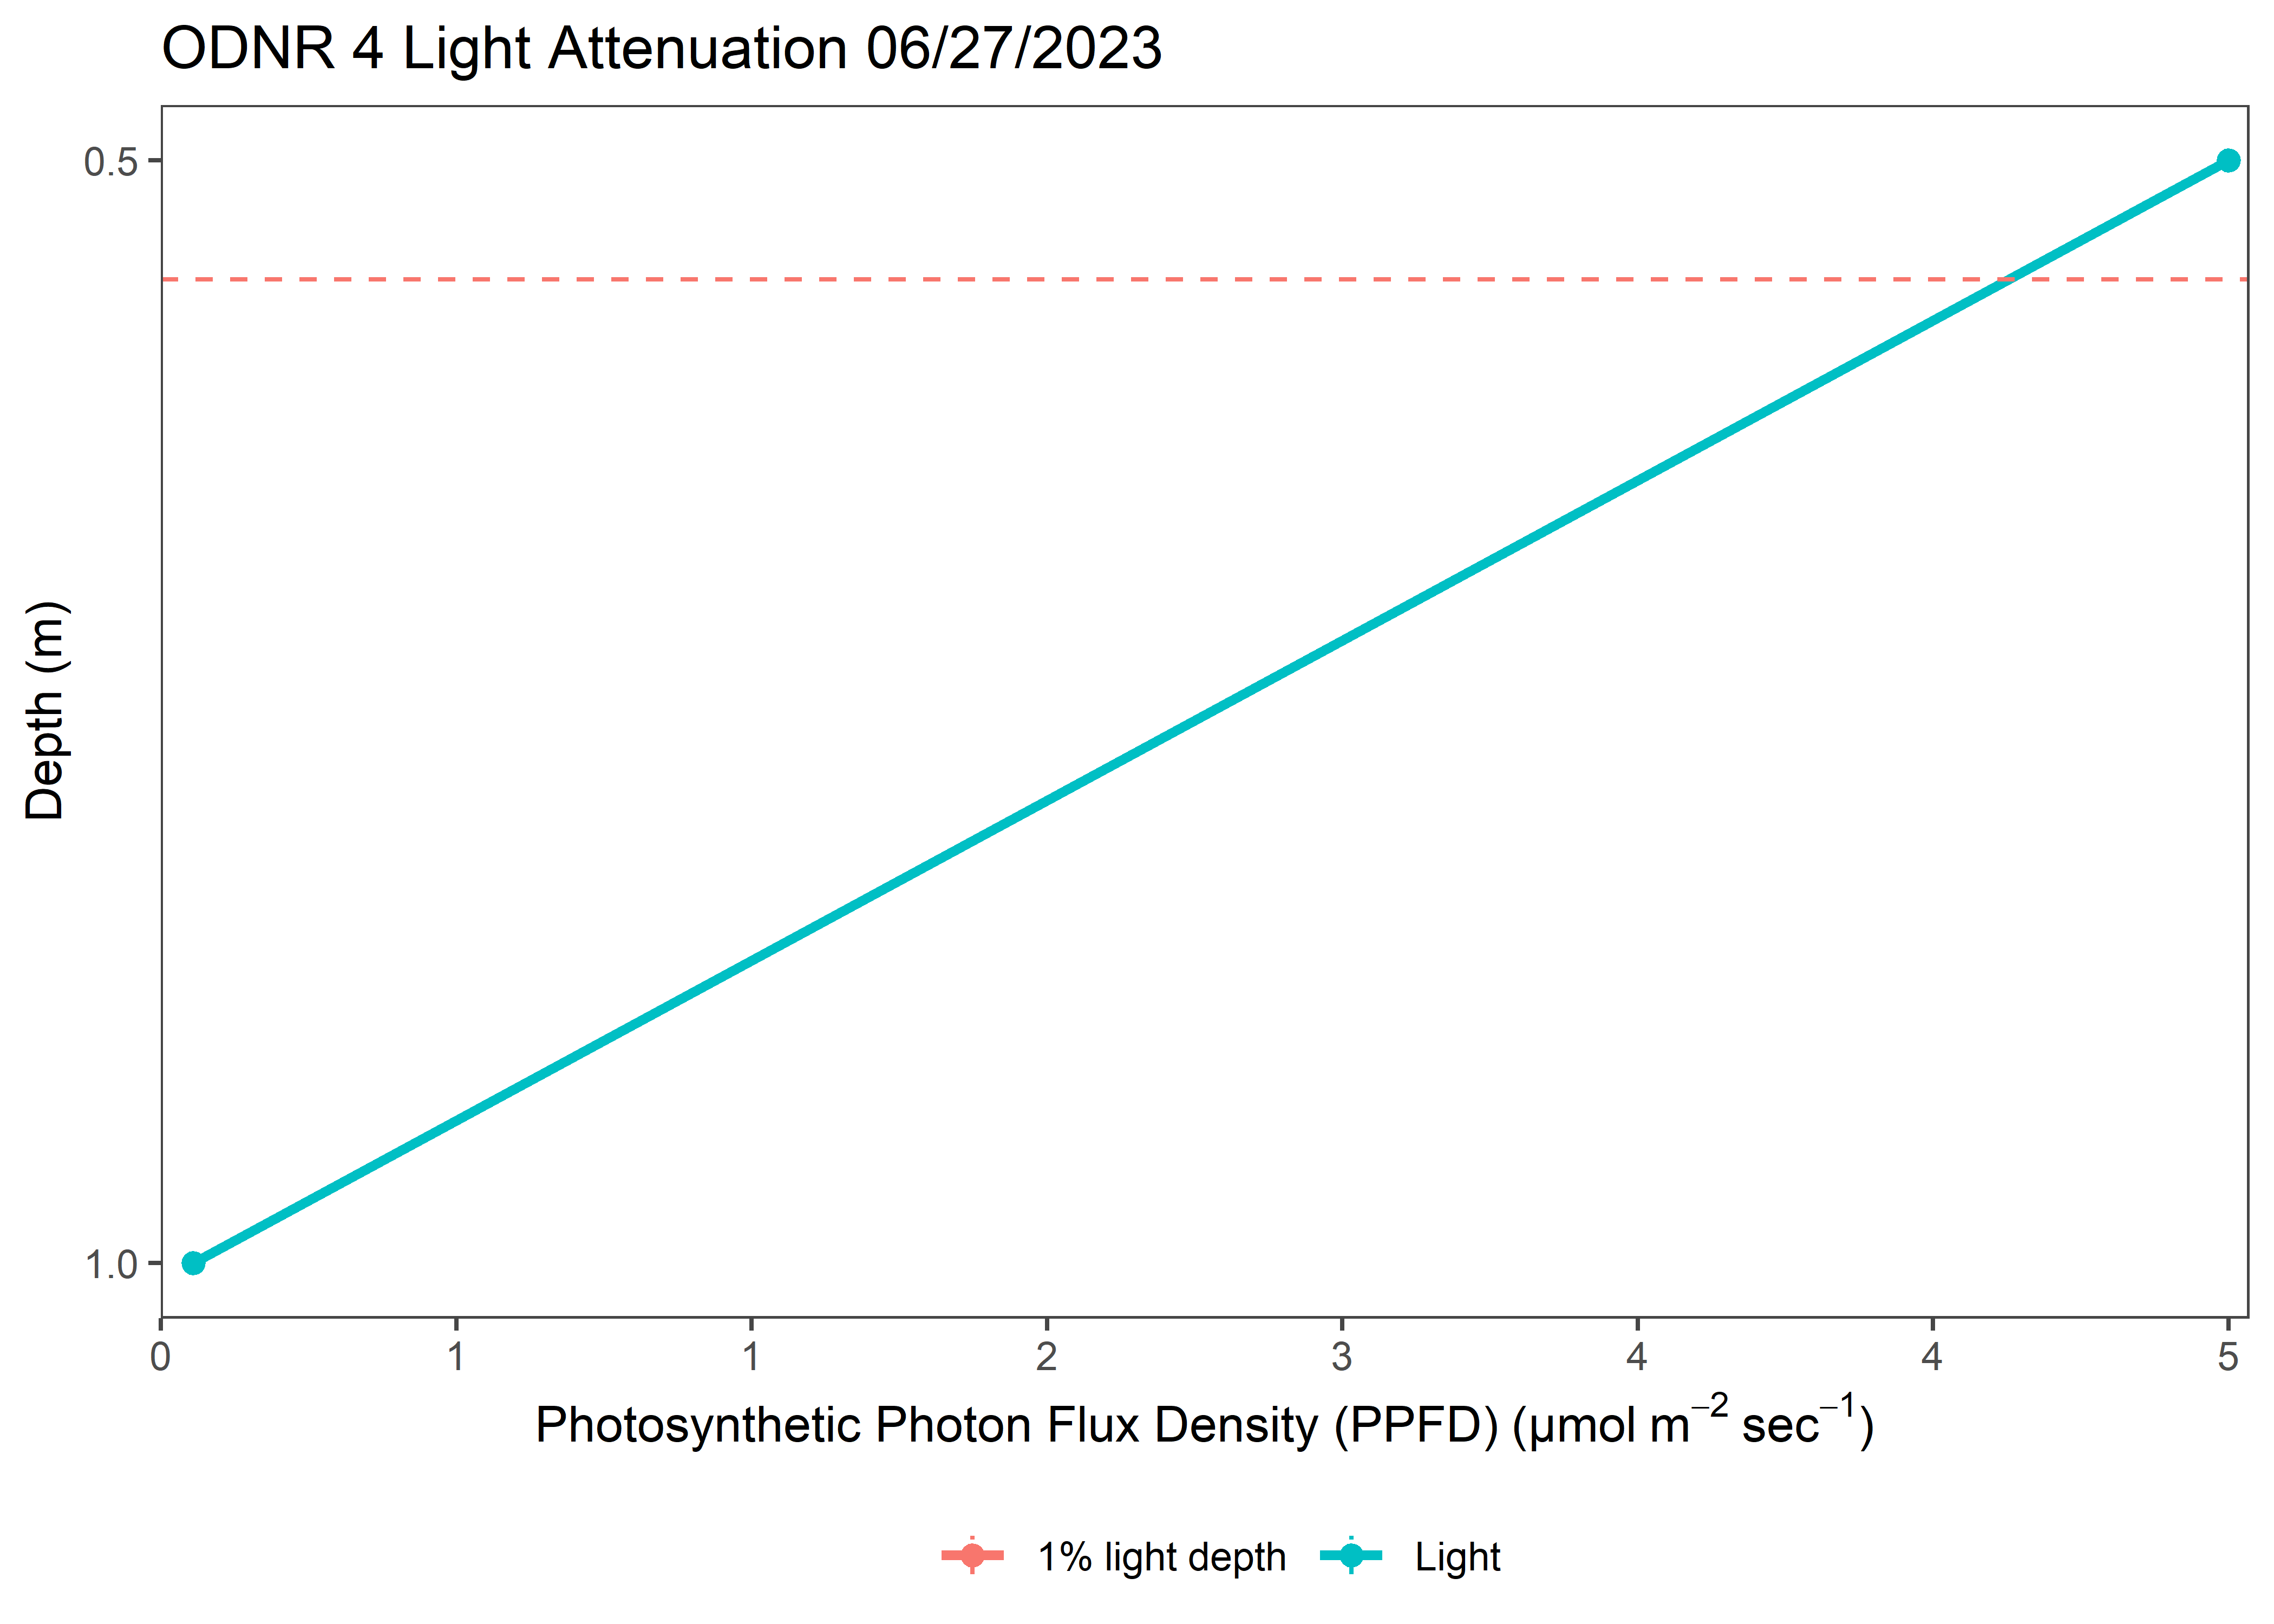 ODNR 4 Light Attenuation 06/27/2023
0.5
Depth (m)
1.0
0 1 1 2 3 4 4 5
Photosynthetic Photon Flux Density (PPFD) (µmol m⁻² sec⁻¹)
1% light depth Light